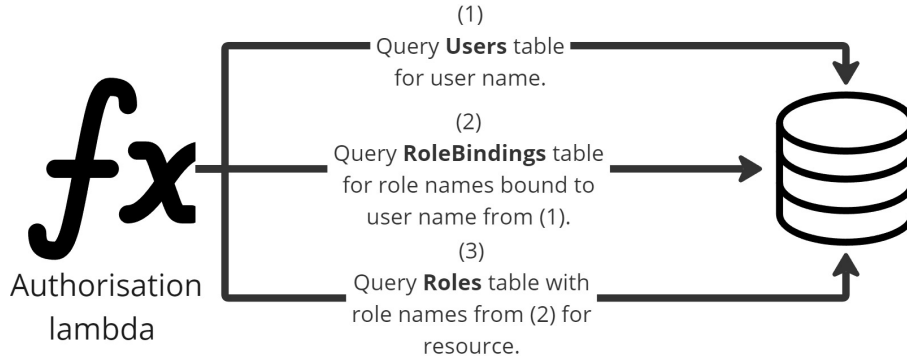 (1)
Query Users table
for user name.
(2)
Query RoleBindings table
for role names bound to
user name from (1).
(3)
Query Roles table with
role names from (2) for
resource.
fx
Authorisation
lambda